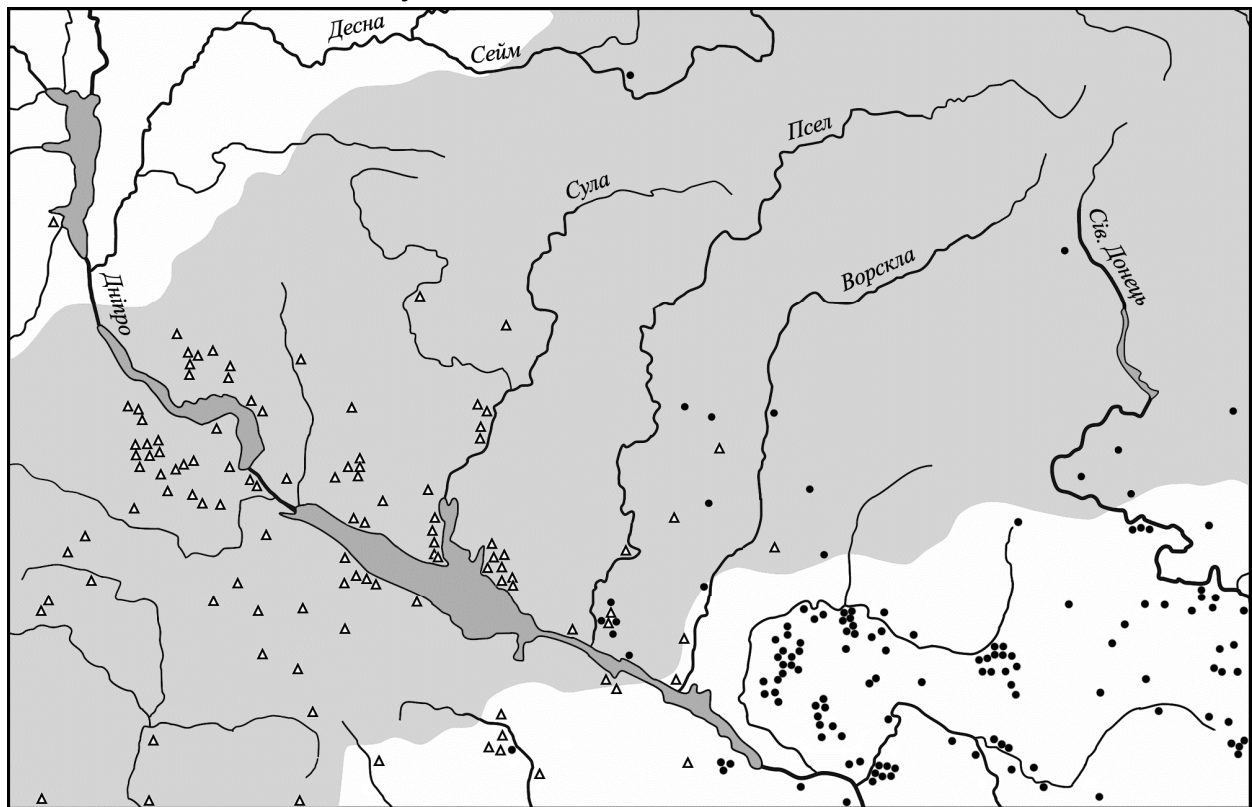 Десна
Сейм
Псел
Сула
Ворскла
Сів. Донець
Дніпро